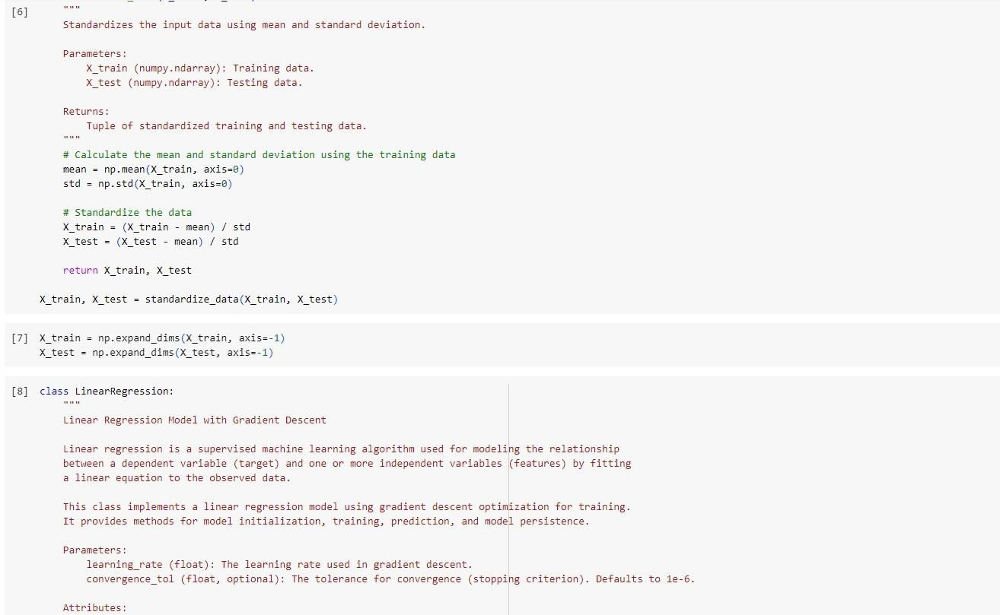 [6] """
Standardizes the input data using mean and standard deviation.
Parameters:
X_train (numpy.ndarray): Training data.
X_test (numpy.ndarray): Testing data.
Returns:
Tuple of standardized training and testing data.
"""
# Calculate the mean and standard deviation using the training data
mean = np.mean(X_train, axis=0)
std = np.std(X_train, axis=0)
# Standardize the data
X_train = (X_train - mean) / std
X_test = (X_test - mean) / std
return X_train, X_test
X_train, X_test = standardize_data(X_train, X_test)
[7] X_train = np.expand_dims(X_train, axis=-1)
X_test = np.expand_dims(X_test, axis=-1)
[8] class LinearRegression:
"""
Linear Regression Model with Gradient Descent
Linear regression is a supervised machine learning algorithm used for modeling the relationship
between a dependent variable (target) and one or more independent variables (features) by fitting
a linear equation to the observed data.
This class implements a linear regression model using gradient descent optimization for training.
It provides methods for model initialization, training, prediction, and model persistence.
Parameters:
learning_rate (float): The learning rate used in gradient descent.
convergence_tol (float, optional): The tolerance for convergence (stopping criterion). Defaults to 1e-6.
Attributes: